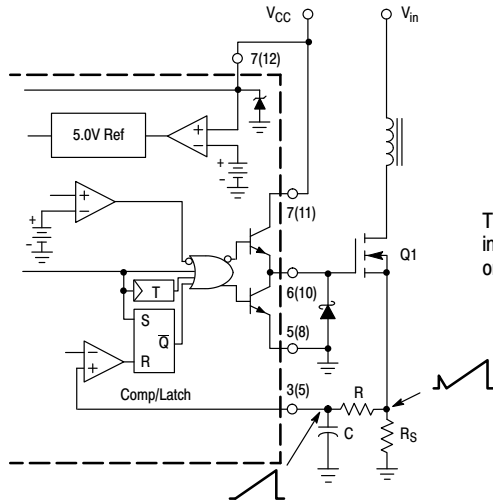 V_CC
V_in
7(12)
+
−
5.0V Ref
+
-
+
−
+
-
7(11)
T
in
o
Q1
6(10)
T
S
Q̅
R
5(8)
−
+
Comp/Latch
3(5)
R
C
R_S